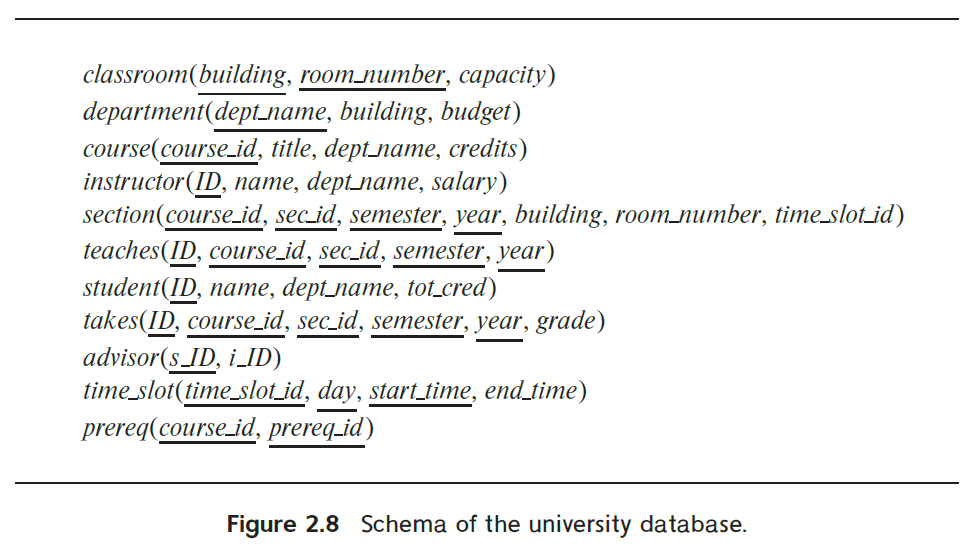 classroom(building, room_number, capacity)
department(dept_name, building, budget)
course(course_id, title, dept_name, credits)
instructor(ID, name, dept_name, salary)
section(course_id, sec_id, semester, year, building, room_number, time_slot_id)
teaches(ID, course_id, sec_id, semester, year)
student(ID, name, dept_name, tot_cred)
takes(ID, course_id, sec_id, semester, year, grade)
advisor(s_ID, i_ID)
time_slot(time_slot_id, day, start_time, end_time)
prereq(course_id, prereq_id)
Figure 2.8 Schema of the university database.